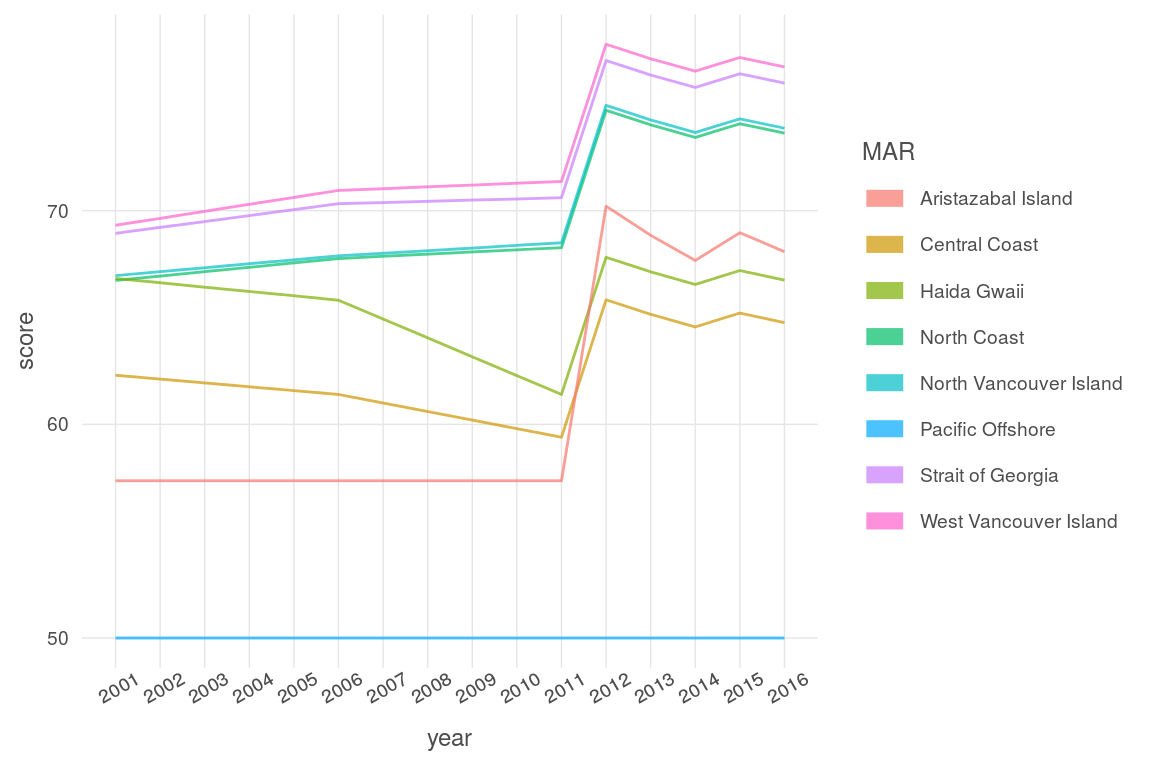 score
70
60
50
2001 2002 2003 2004 2005 2006 2007 2008 2009 2010 2011 2012 2013 2014 2015 2016
year
MAR
Aristazabal Island
Central Coast
Haida Gwaii
North Coast
North Vancouver Island
Pacific Offshore
Strait of Georgia
West Vancouver Island